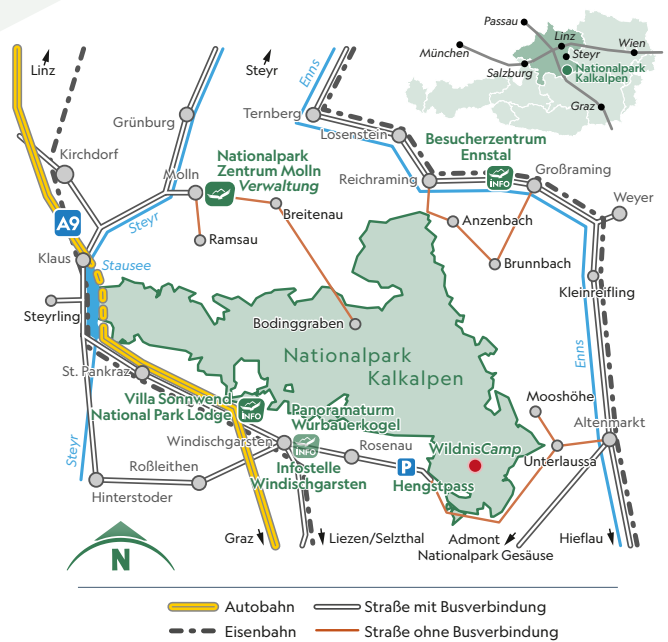 Passau
Linz
Steyr
Wien
München
Salzburg
Nationalpark
Kalkalpen
Graz
Linz
Steyr
Enns
Ternberg
Grünburg
Losenstein
Besucherzentrum
Ennstal
Kirchdorf
Nationalpark
Zentrum Molln
Verwaltung
Molln
Reichraming
INFO
Großraming
Weyer
Breitenau
A9
Steyr
Ramsau
Anzenbach
Klaus
Stausee
Brunnbach
Kleinreifling
Steyrling
Bodinggraben
Nationalpark
Kalkalpen
Enns
St. Pankraz
Villa Sonnwend
National Park Lodge
INFO
Panoramaturm
Wurbauerkogel
Mooshöhe
Altenmarkt
Windischgarsten
INFO
Rosenau
WildnisCamp
Unterlaussa
Steyr
Roßleithen
Infostelle
Windischgarsten
P
Hengstpass
Hinterstoder
Graz
Liezen/Selzthal
Admont
Nationalpark Gesäuse
Hieflau
N
Autobahn
Straße mit Busverbindung
Eisenbahn
Straße ohne Busverbindung